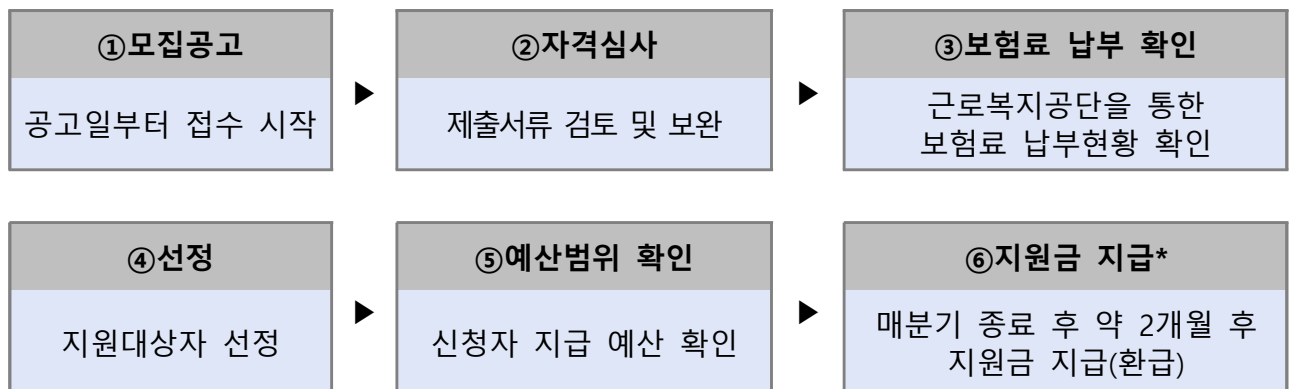 ①모집공고
공고일부터 접수 시작
▶
②자격심사
제출서류 검토 및 보완
▶
③보험료 납부 확인
근로복지공단을 통한
보험료 납부현황 확인
④선정
지원대상자 선정
▶
⑤예산범위 확인
신청자 지급 예산 확인
▶
⑥지원금 지급*
매분기 종료 후 약 2개월 후
지원금 지급(환급)